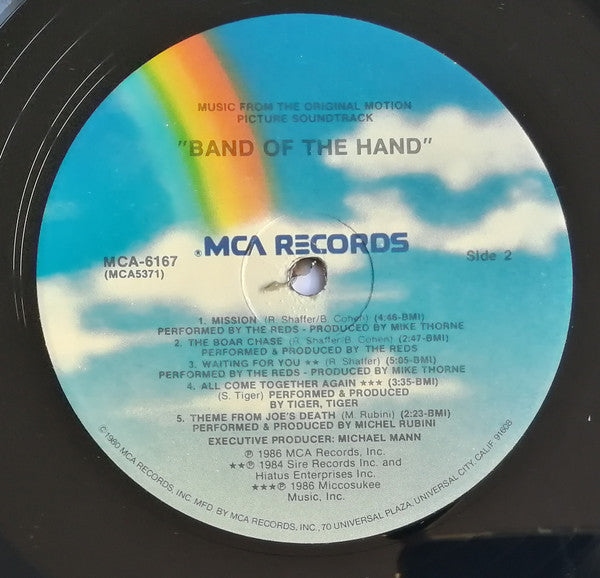 MUSIC FROM THE ORIGINAL MOTION
PICTURE SOUNDTRACK
"BAND OF THE HAND"
®MCA RECORDS
MCA-6167
(MCA5371)
Side 2
1. MISSION (R. Shaffer/B. Cohen) (4:46-BMI)
PERFORMED BY THE REDS - PRODUCED BY MIKE THORNE
2. THE BOAR CHASE (R. Shaffer/B. Cohen) (2:47-BMI)
PERFORMED & PRODUCED BY THE REDS
3. WAITING FOR YOU ★★ (R. Shaffer) (5:05-BMI)
PERFORMED BY THE REDS - PRODUCED BY MIKE THORNE
4. ALL COME TOGETHER AGAIN ★★★ (3:35-BMI)
(S. Tiger) PERFORMED & PRODUCED
BY TIGER, TIGER
5. THEME FROM JOE'S DEATH (M. Rubini) (2:23-BMI)
PERFORMED & PRODUCED BY MICHEL RUBINI
EXECUTIVE PRODUCER: MICHAEL MANN
℗ 1986 MCA Records, Inc.
★★℗ 1984 Sire Records Inc. and
Hiatus Enterprises Inc.
★★★℗ 1986 Miccosukee
Music, Inc.
©1980 MCA RECORDS, INC. MFD. BY MCA RECORDS, INC., 70 UNIVERSAL PLAZA, UNIVERSAL CITY, CALIF. 91608